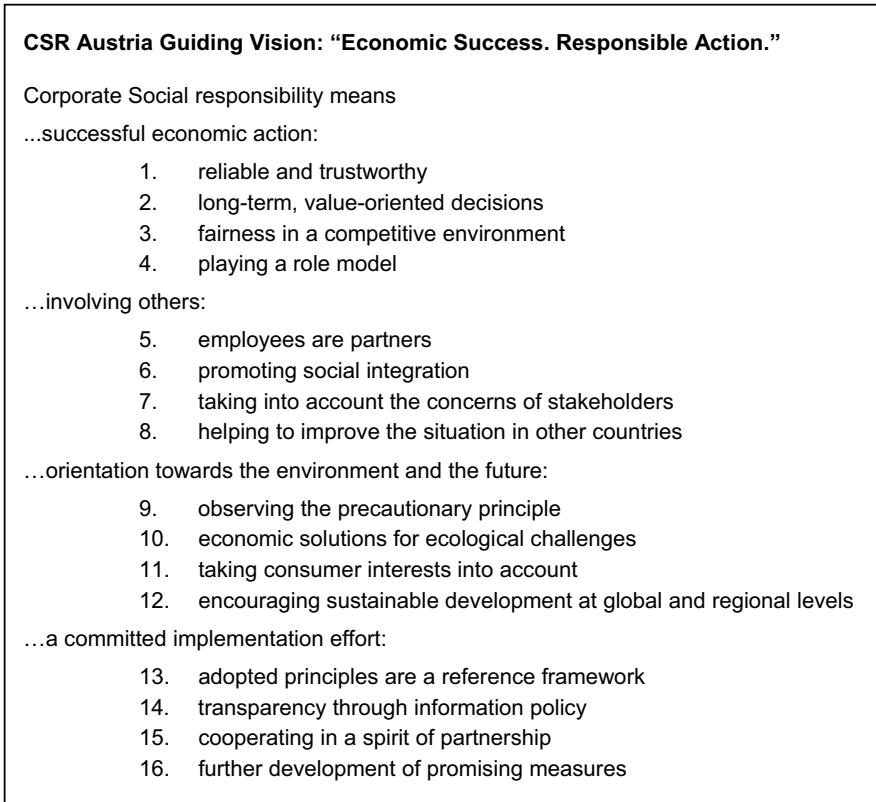 CSR Austria Guiding Vision: “Economic Success. Responsible Action.”
Corporate Social responsibility means
...successful economic action:
1. reliable and trustworthy
2. long-term, value-oriented decisions
3. fairness in a competitive environment
4. playing a role model
…involving others:
5. employees are partners
6. promoting social integration
7. taking into account the concerns of stakeholders
8. helping to improve the situation in other countries
…orientation towards the environment and the future:
9. observing the precautionary principle
10. economic solutions for ecological challenges
11. taking consumer interests into account
12. encouraging sustainable development at global and regional levels
…a committed implementation effort:
13. adopted principles are a reference framework
14. transparency through information policy
15. cooperating in a spirit of partnership
16. further development of promising measures